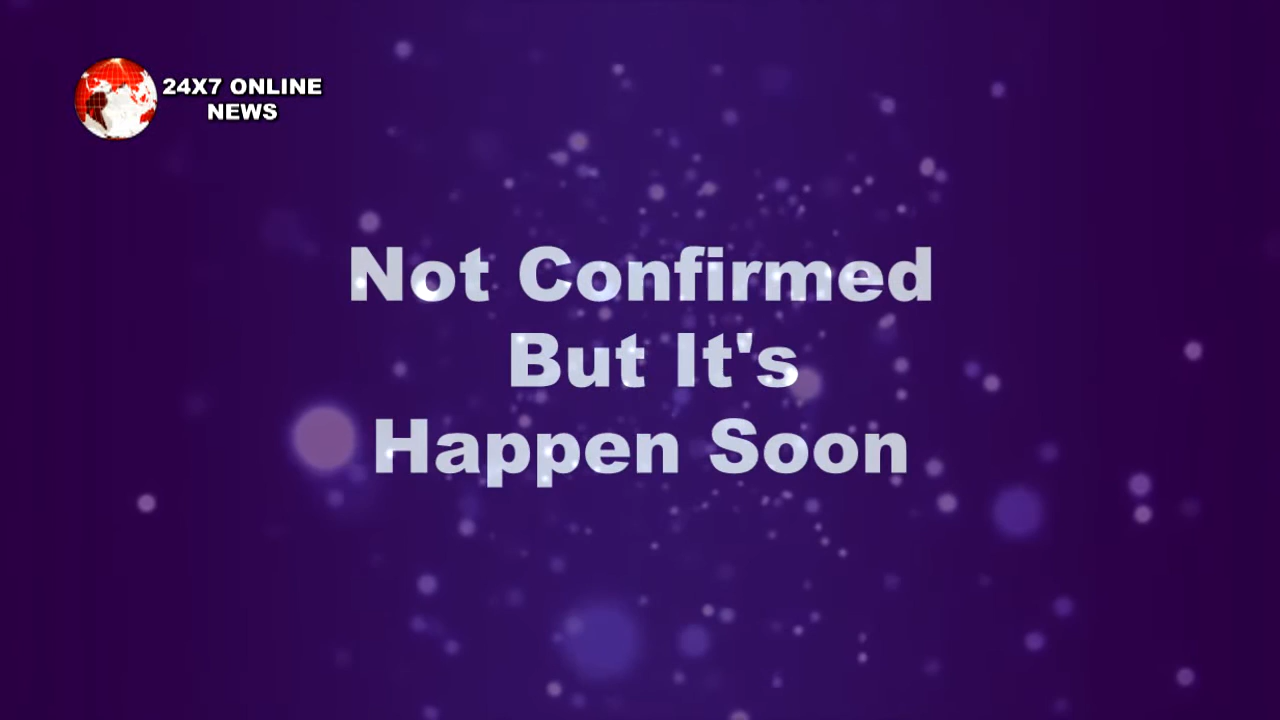 24X7 ONLINE
NEWS
Not Confirmed
But It's
Happen Soon